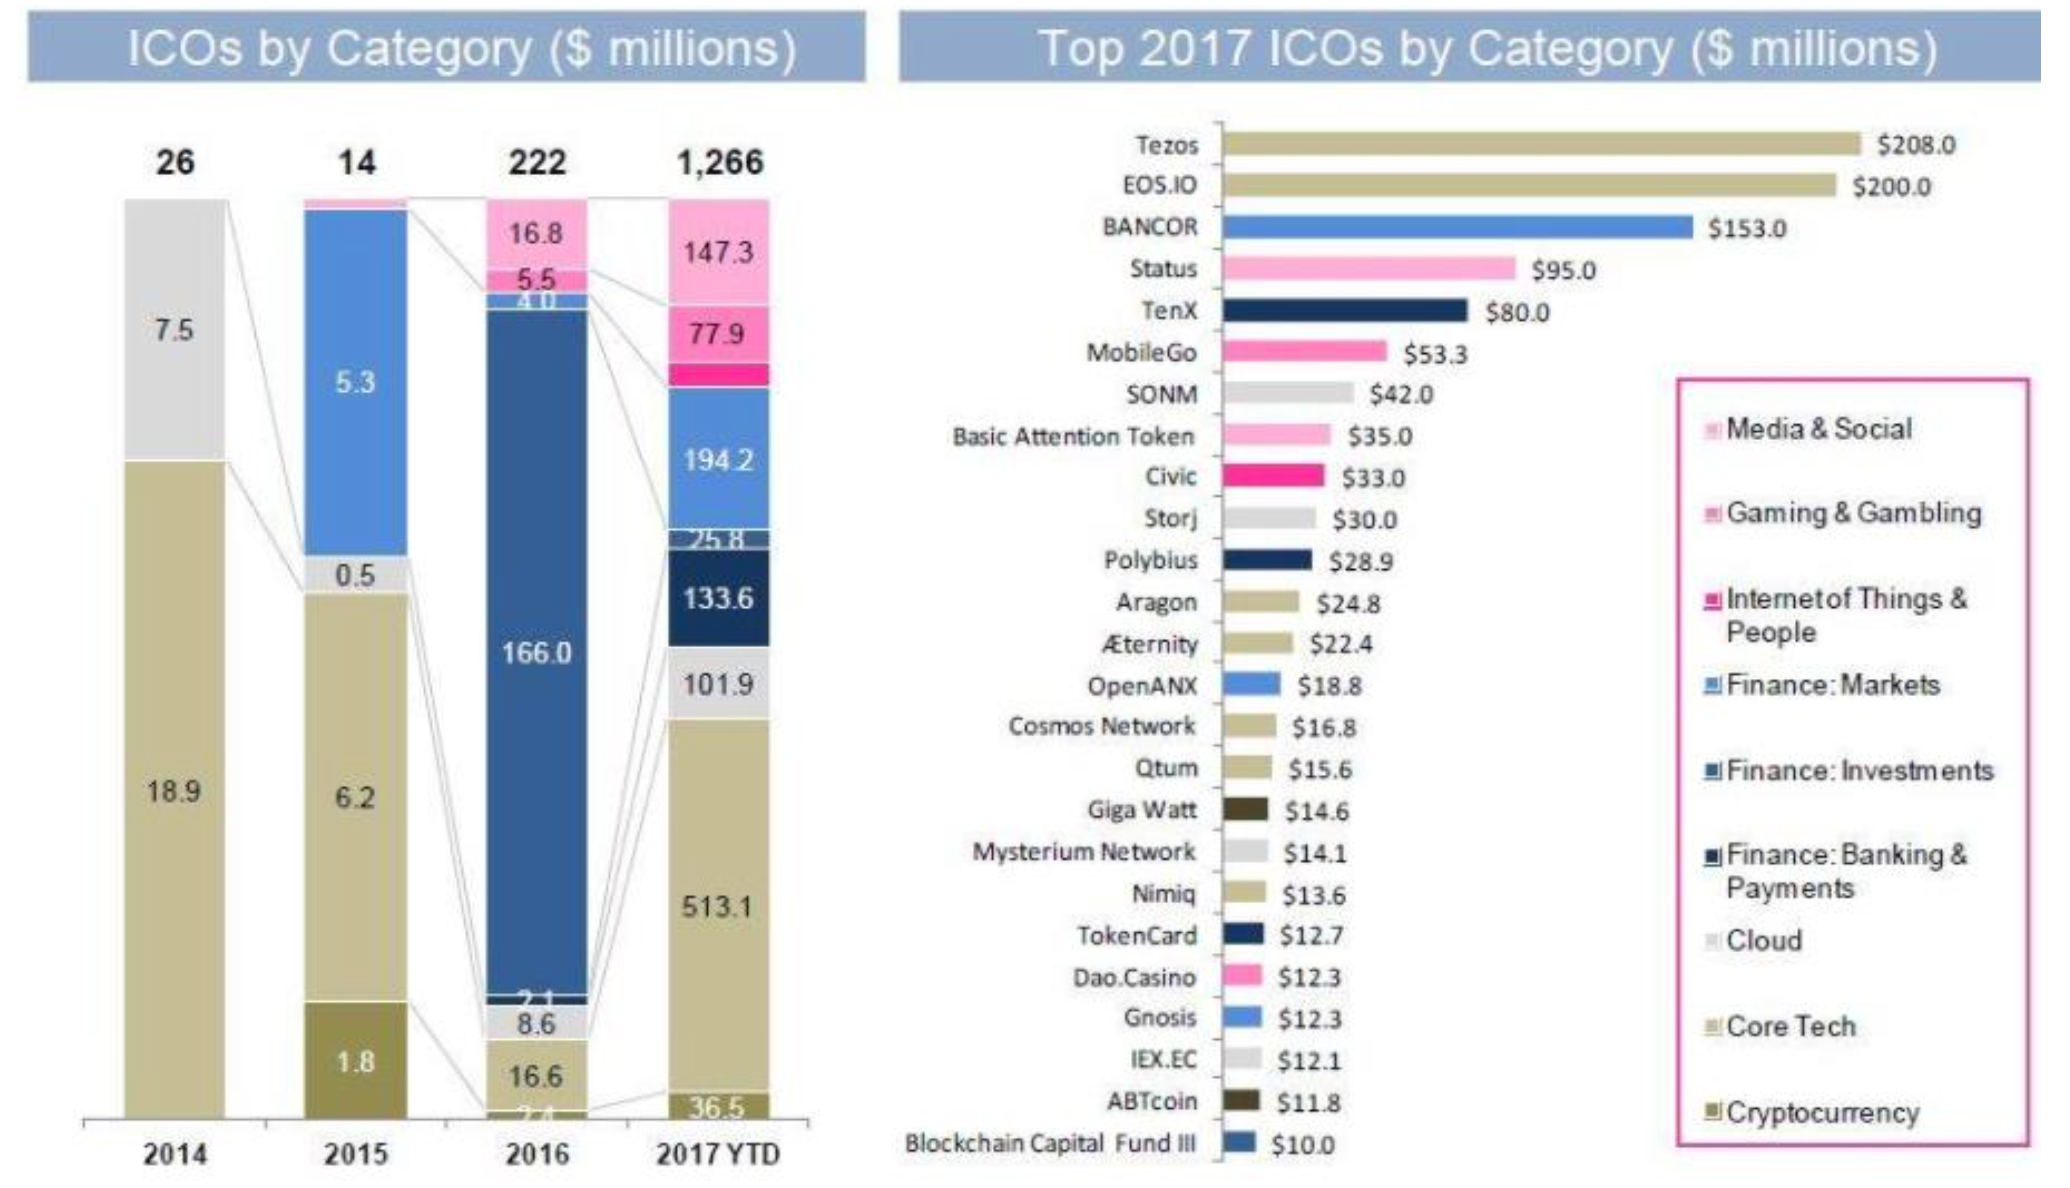 ICOs by Category ($ millions)
26
14
222
1,266
7.5
18.9
5.3
0.5
6.2
1.8
16.8
5.5
4.0
166.0
2.1
8.6
16.6
2.4
147.3
77.9
194.2
25.8
133.6
101.9
513.1
36.5
2014
2015
2016
2017 YTD
Top 2017 ICOs by Category ($ millions)
Tezos $208.0
EOS.IO $200.0
BANCOR $153.0
Status $95.0
TenX $80.0
MobileGo $53.3
SONM $42.0
Basic Attention Token $35.0
Civic $33.0
Storj $30.0
Polybius $28.9
Aragon $24.8
Æternity $22.4
OpenANX $18.8
Cosmos Network $16.8
Qtum $15.6
Giga Watt $14.6
Mysterium Network $14.1
Nimiq $13.6
TokenCard $12.7
Dao.Casino $12.3
Gnosis $12.3
IEX.EC $12.1
ABTcoin $11.8
Blockchain Capital Fund III $10.0
Media & Social
Gaming & Gambling
Internet of Things &
People
Finance: Markets
Finance: Investments
Finance: Banking &
Payments
Cloud
Core Tech
Cryptocurrency